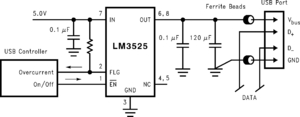 USB Port
5.0V
7
IN
OUT
6,8
Ferrite Beads
Vbus
0.1 µF
LM3525
0.1 µF
120 µF
D+
D-
GND
USB Controller
Overcurrent
2
FLG
On/Off
1
EN
NC
4,5
GND
3
DATA